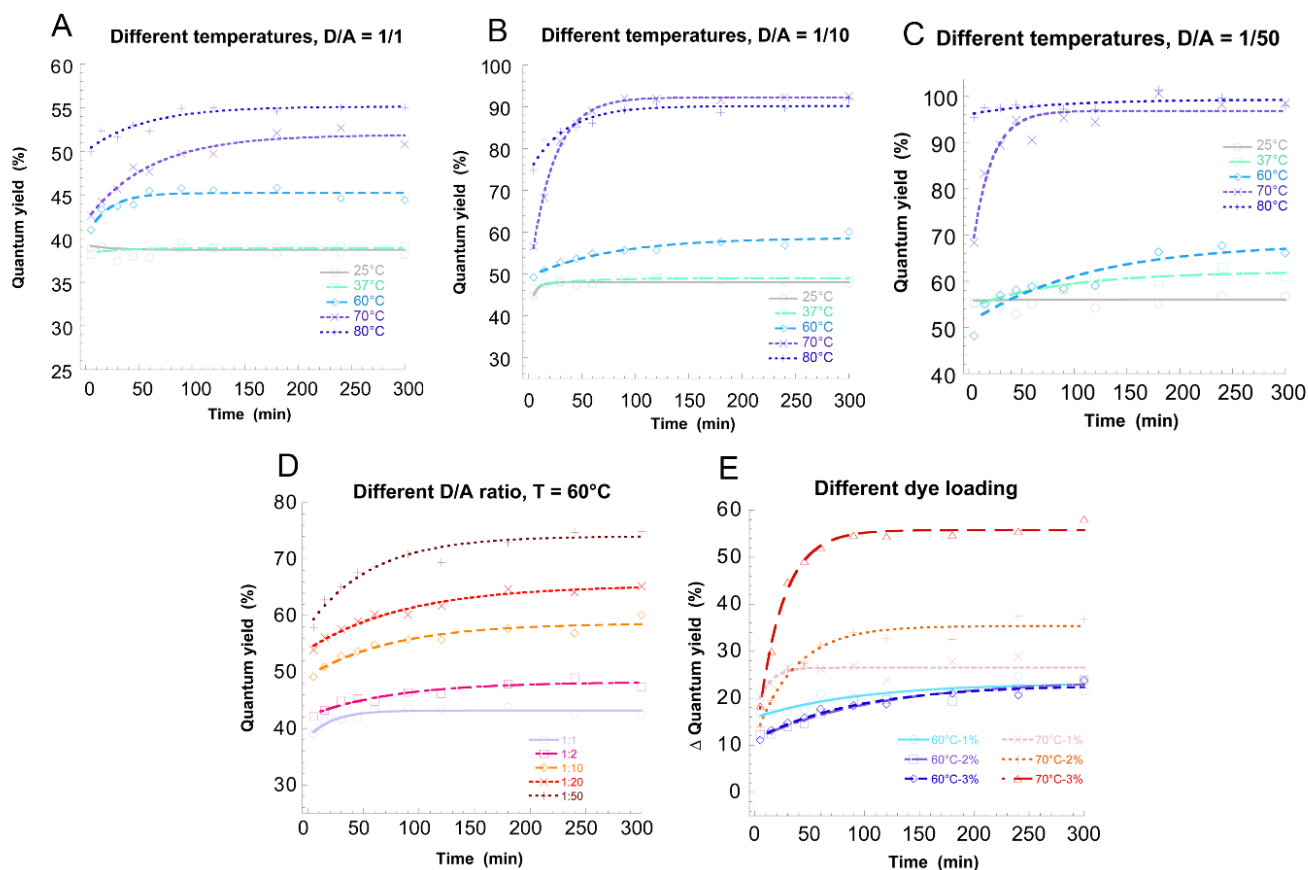 A
Different temperatures, D/A = 1/1
Quantum yield (%)
60
55
50
45
40
35
30
25
0
50
100
150
200
250
300
Time (min)
25°C
37°C
60°C
70°C
80°C
B
Different temperatures, D/A = 1/10
Quantum yield (%)
100
90
80
70
60
50
40
30
0
50
100
150
200
250
300
Time (min)
25°C
37°C
60°C
70°C
80°C
C
Different temperatures, D/A = 1/50
Quantum yield (%)
100
90
80
70
60
50
40
0
50
100
150
200
250
300
Time (min)
25°C
37°C
60°C
70°C
80°C
D
Different D/A ratio, T = 60°C
Quantum yield (%)
80
70
60
50
40
30
0
50
100
150
200
250
300
Time (min)
1:1
1:2
1:10
1:20
1:50
E
Different dye loading
Δ Quantum yield (%)
60
50
40
30
20
10
0
0
50
100
150
200
250
300
Time (min)
60°C-1%
60°C-2%
60°C-3%
70°C-1%
70°C-2%
70°C-3%